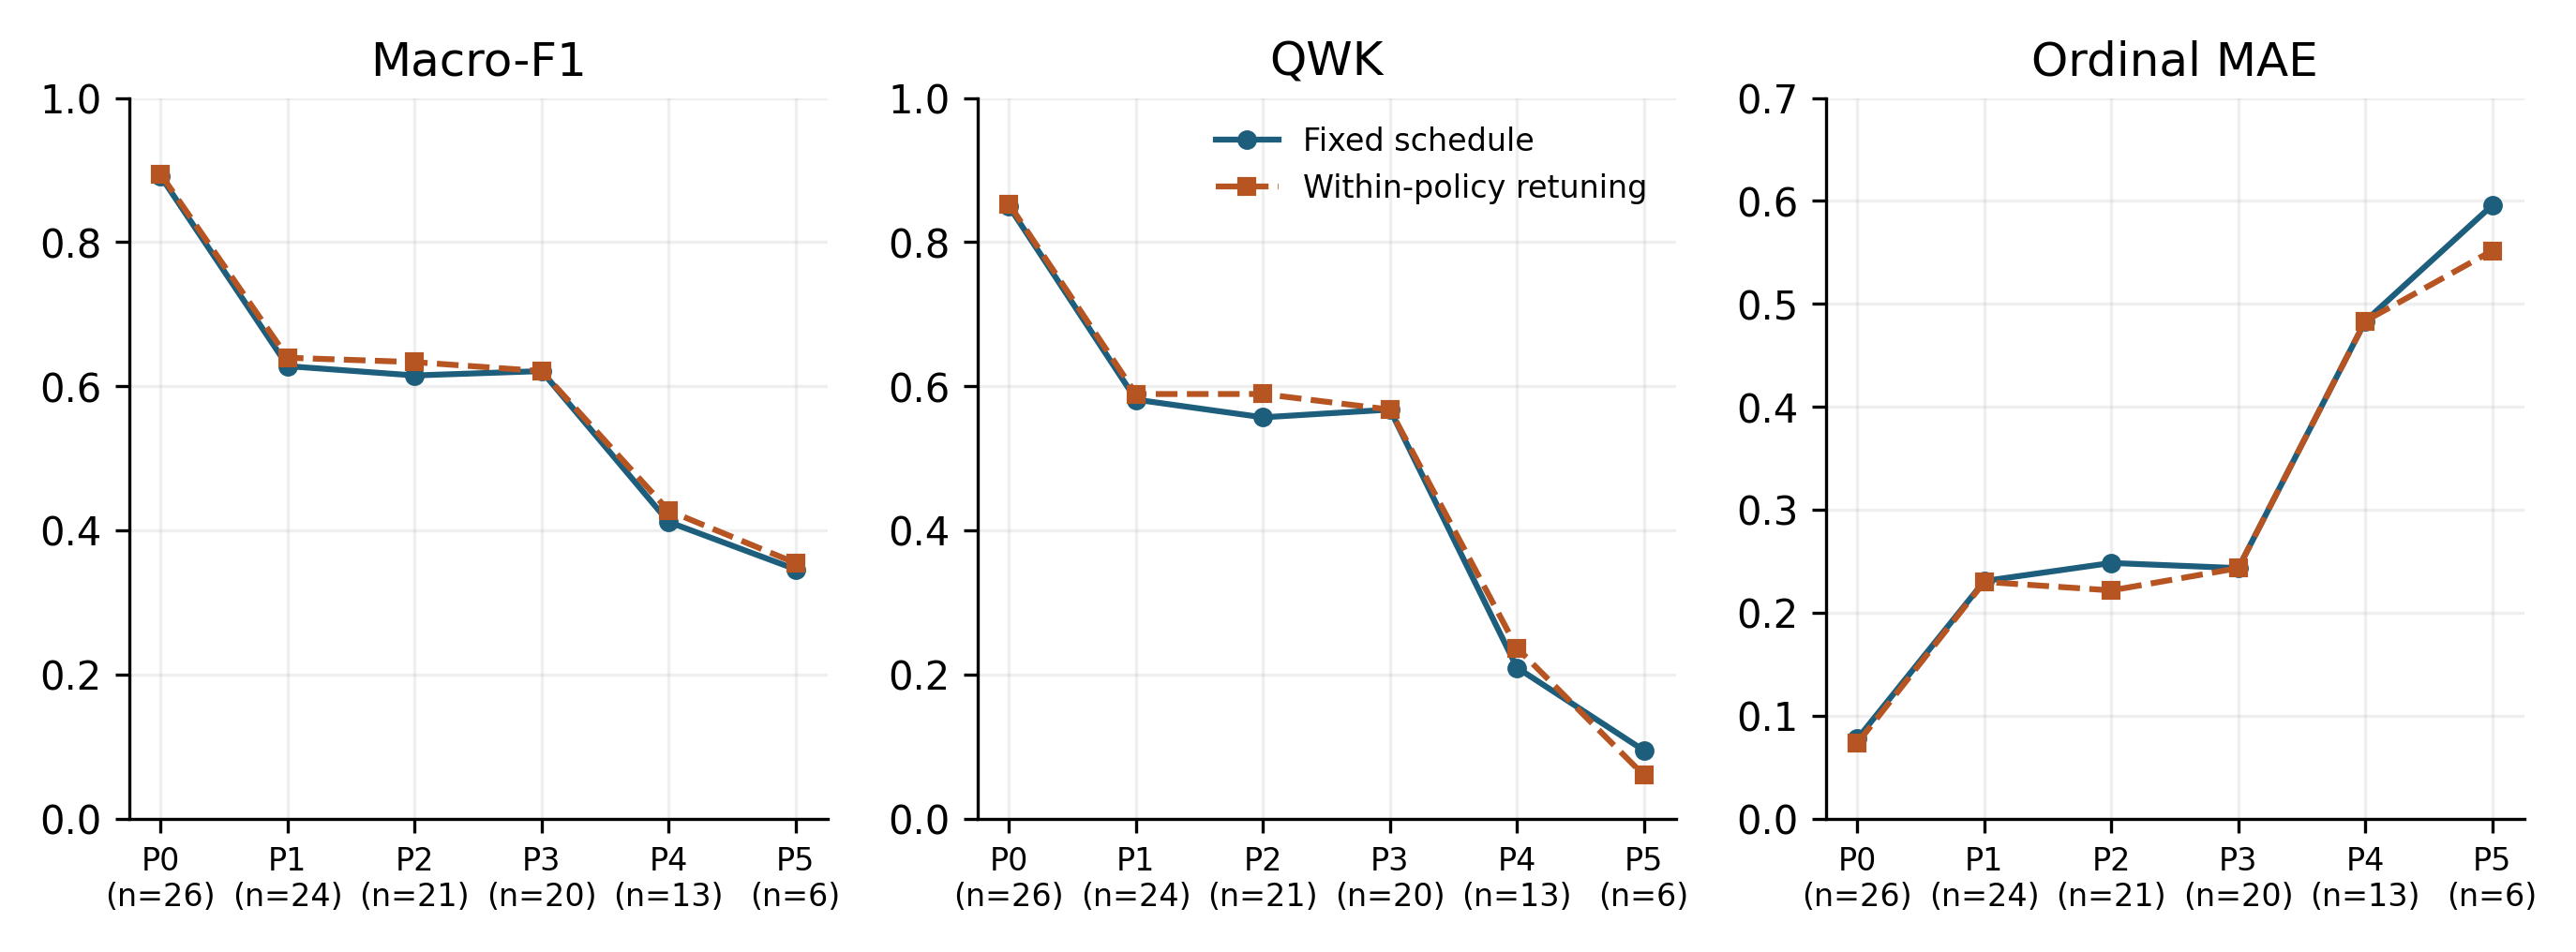 Macro-F1
1.0
0.8
0.6
0.4
0.2
0.0
P0 P1 P2 P3 P4 P5
(n=26) (n=24) (n=21) (n=20) (n=13) (n=6)
QWK
Fixed schedule
Within-policy retuning
1.0
0.8
0.6
0.4
0.2
0.0
P0 P1 P2 P3 P4 P5
(n=26) (n=24) (n=21) (n=20) (n=13) (n=6)
Ordinal MAE
0.7
0.6
0.5
0.4
0.3
0.2
0.1
0.0
P0 P1 P2 P3 P4 P5
(n=26) (n=24) (n=21) (n=20) (n=13) (n=6)